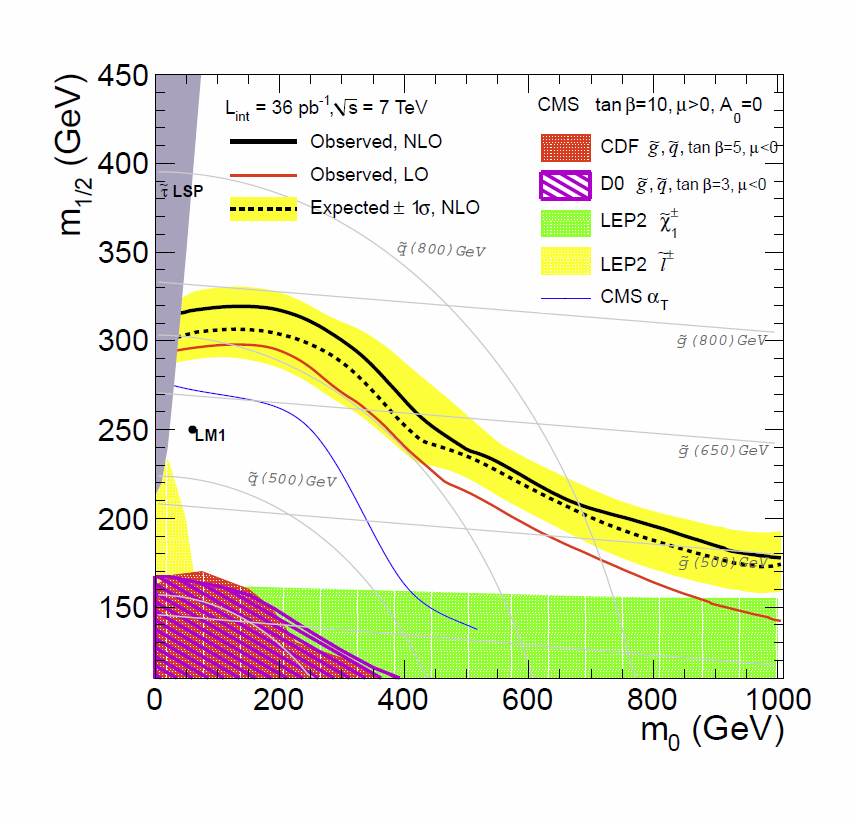 L_int = 36 pb⁻¹, √s = 7 TeV
Observed, NLO
Observed, LO
Expected ± 1σ, NLO
CMS tan β=10, μ>0, A₀=0
CDF g̃, q̃, tan β=5, μ<0
D0 g̃, q̃, tan β=3, μ<0
LEP2 χ̃₁±
LEP2 l̃±
CMS α_T
τ̃ LSP
q̃(800)GeV
g̃(800)GeV
g̃(650)GeV
LM1
q̃(500)GeV
g̃(500)GeV
m₁/₂ (GeV)
450
400
350
300
250
200
150
0
200
400
600
800
1000
m₀ (GeV)